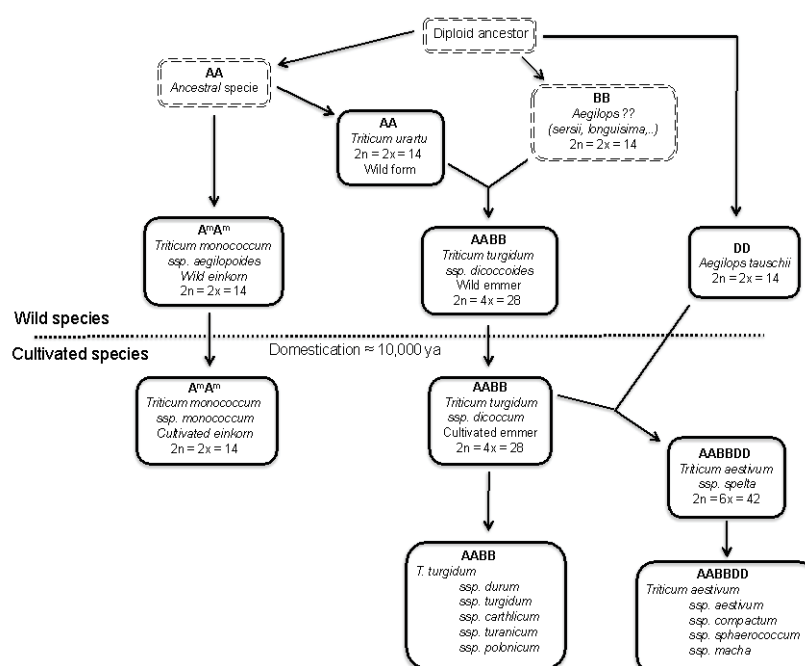 Diploid ancestor
AA
Ancestral specie
AA
Triticum urartu
2n = 2x = 14
Wild form
BB
Aegilops ??
(sersii, longuisima,..)
2n = 2x = 14
AᵐAᵐ
Triticum monococcum
ssp. aegilopoides
Wild einkorn
2n = 2x = 14
AABB
Triticum turgidum
ssp. dicoccoides
Wild emmer
2n = 4x = 28
DD
Aegilops tauschii
2n = 2x = 14
Wild species
Cultivated species
Domestication ≈ 10,000 ya
AᵐAᵐ
Triticum monococcum
ssp. monococcum
Cultivated einkorn
2n = 2x = 14
AABB
Triticum turgidum
ssp. dicoccum
Cultivated emmer
2n = 4x = 28
AABBDD
Triticum aestivum
ssp. spelta
2n = 6x = 42
AABB
T. turgidum
ssp. durum
ssp. turgidum
ssp. carthlicum
ssp. turanicum
ssp. polonicum
AABBDD
Triticum aestivum
ssp. aestivum
ssp. compactum
ssp. sphaerococcum
ssp. macha